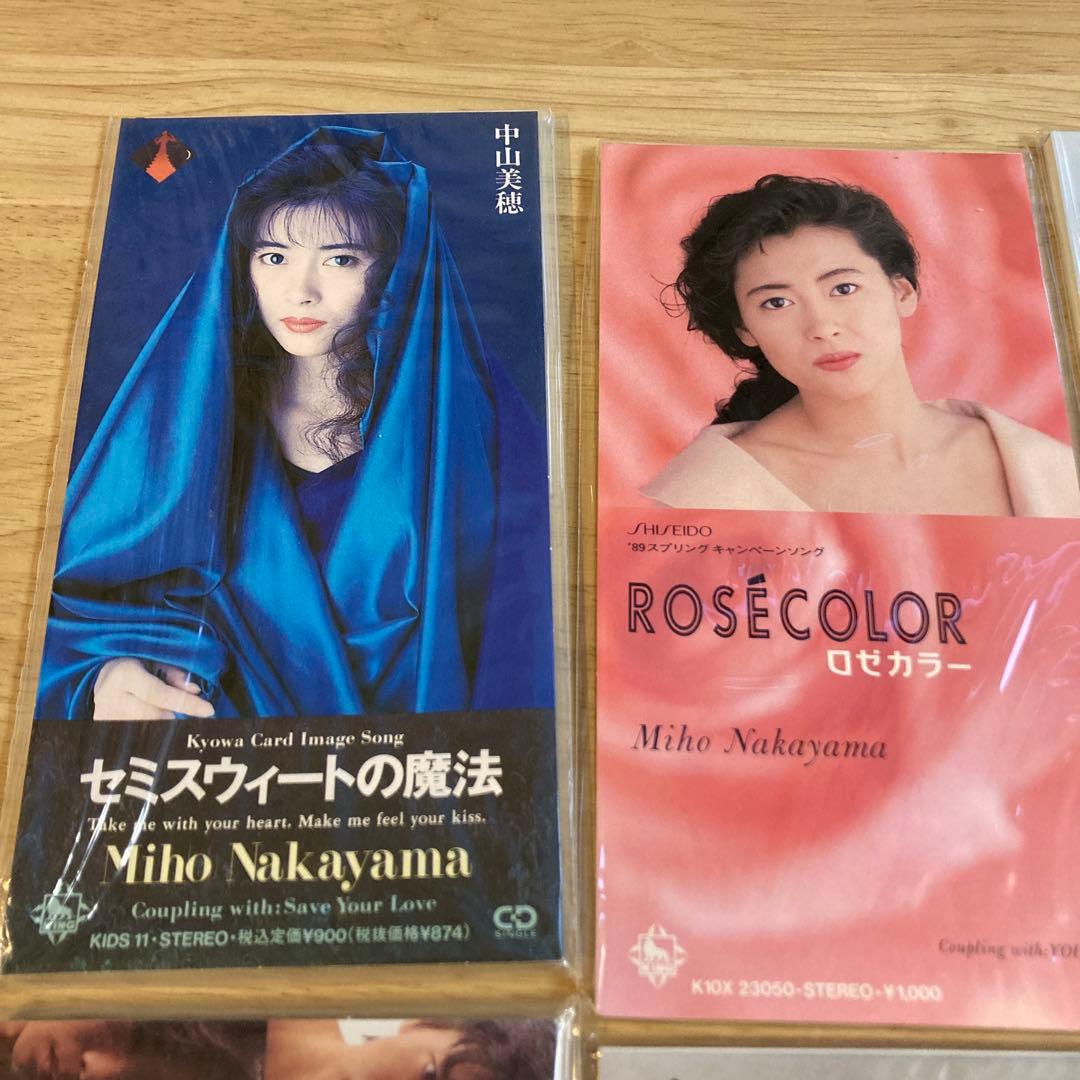 中山美穂
Kyowa Card Image Song
セミスウィートの魔法
Take me with your heart. Make me feel your kiss.
Miho Nakayama
Coupling with: Save Your Love
KING
KIDS 11・STEREO・税込定価¥900(税抜価格¥874)
CD
SINGLE
SHISEIDO
'89スプリング キャンペーンソング
ROSÉCOLOR
ロゼカラー
Miho Nakayama
Coupling with: YOU
K10X 23050・STEREO・¥1,000